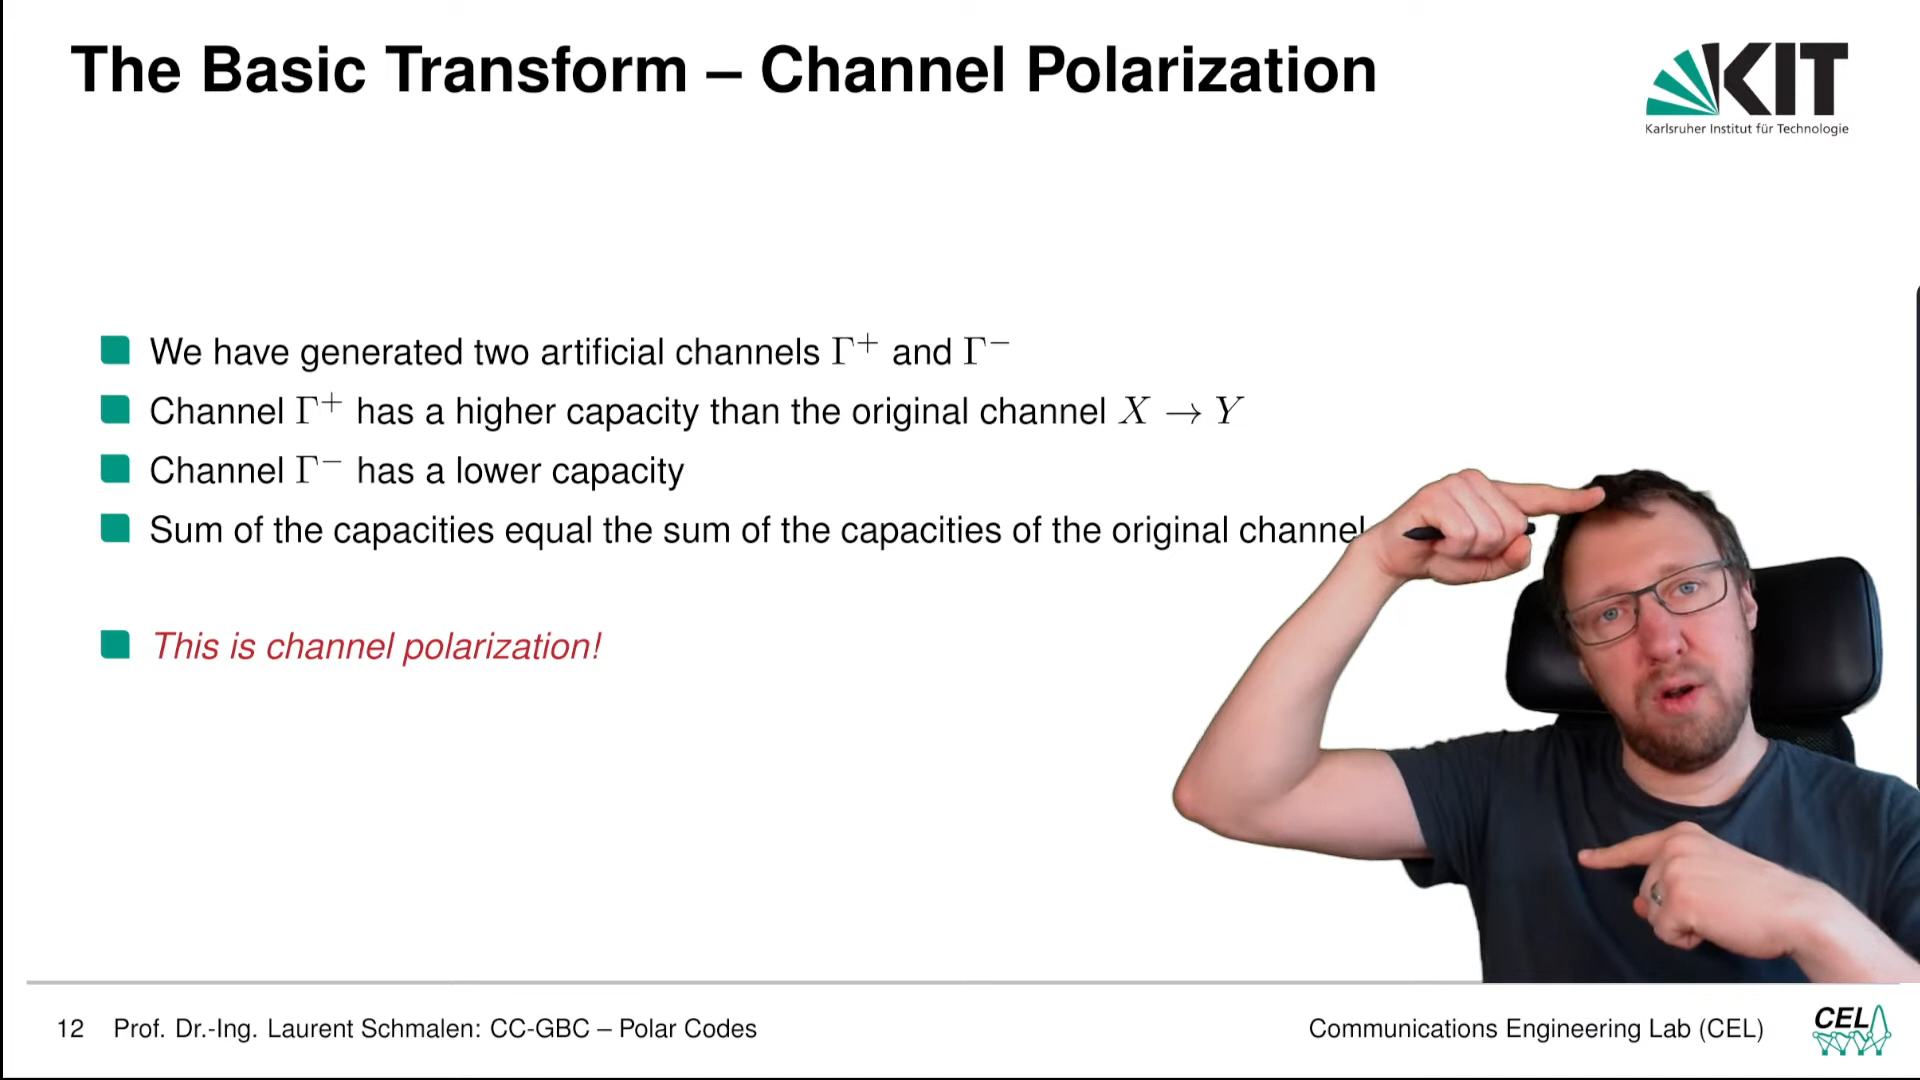 The Basic Transform – Channel Polarization
KIT
Karlsruher Institut für Technologie
We have generated two artificial channels Γ⁺ and Γ⁻
Channel Γ⁺ has a higher capacity than the original channel X → Y
Channel Γ⁻ has a lower capacity
Sum of the capacities equal the sum of the capacities of the original channel
This is channel polarization!
12 Prof. Dr.-Ing. Laurent Schmalen: CC-GBC – Polar Codes
Communications Engineering Lab (CEL)
CEL